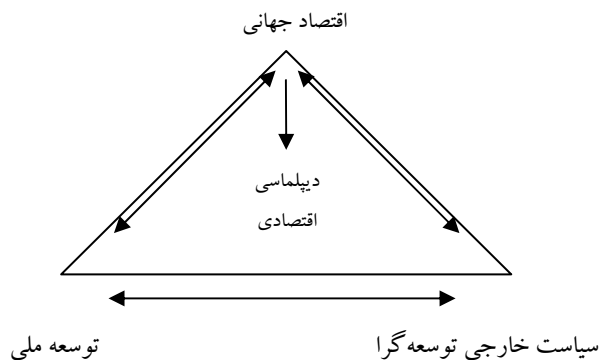 اقتصاد جهانی
دیپلماسی
اقتصادی
سیاست خارجی توسعه‌گرا
توسعه ملی